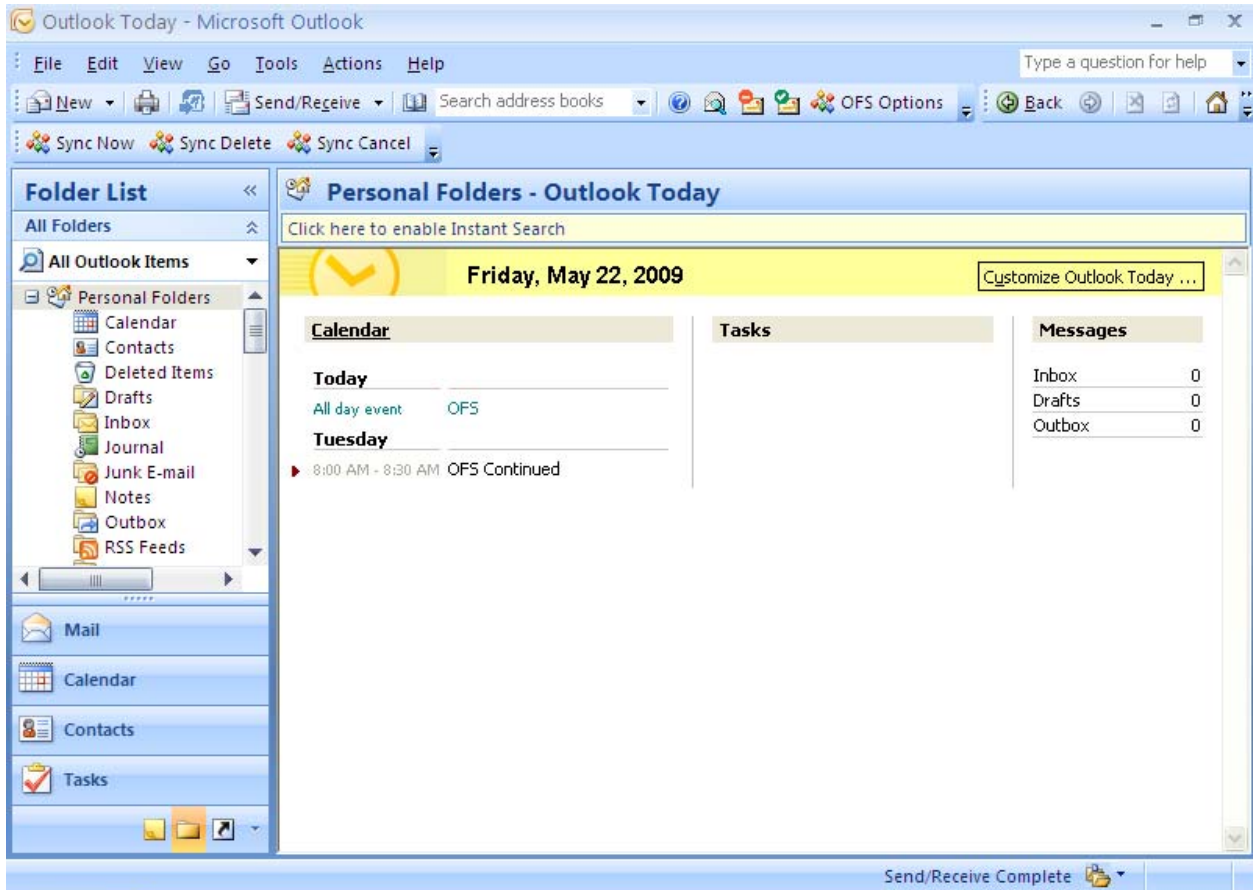 Outlook Today - Microsoft Outlook
File Edit View Go Tools Actions Help
Type a question for help
New Send/Receive Search address books OFS Options Back
Sync Now Sync Delete Sync Cancel
Folder List
All Folders
All Outlook Items
Personal Folders
Calendar
Contacts
Deleted Items
Drafts
Inbox
Journal
Junk E-mail
Notes
Outbox
RSS Feeds
Mail
Calendar
Contacts
Tasks
Personal Folders - Outlook Today
Click here to enable Instant Search
Friday, May 22, 2009
Customize Outlook Today ...
Calendar
Today
All day event OFS
Tuesday
8:00 AM - 8:30 AM OFS Continued
Tasks
Messages
Inbox 0
Drafts 0
Outbox 0
Send/Receive Complete